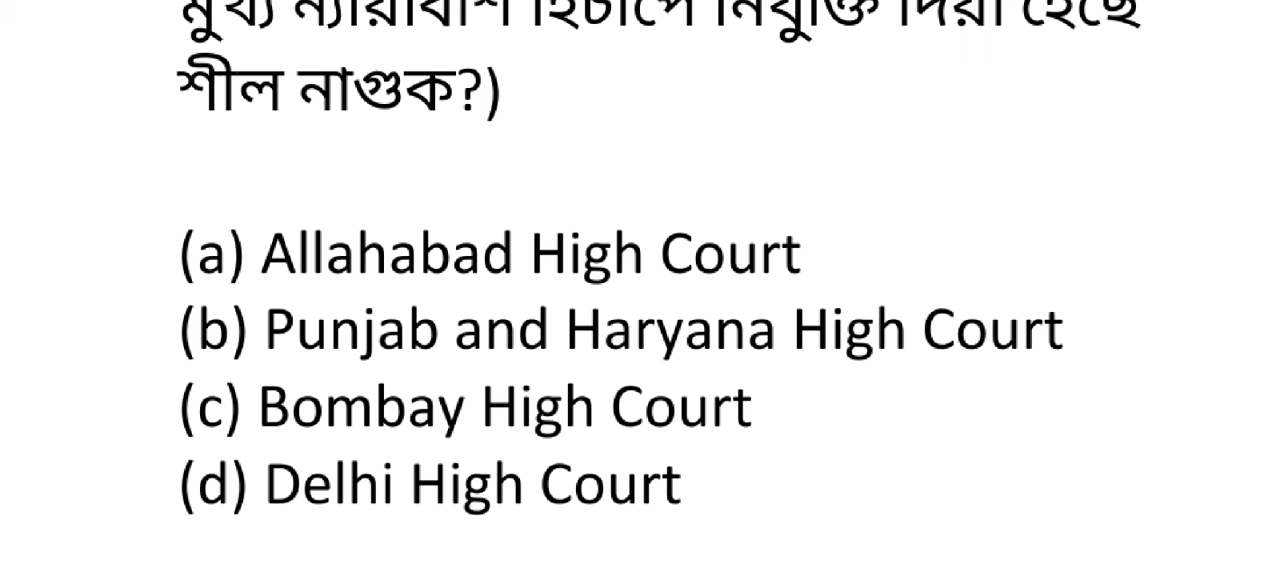 মুখ্য ন্যায়াধীশ হিচাপে নিযুক্তি দিয়া হৈছে
শীল নাগুক?)
(a) Allahabad High Court
(b) Punjab and Haryana High Court
(c) Bombay High Court
(d) Delhi High Court